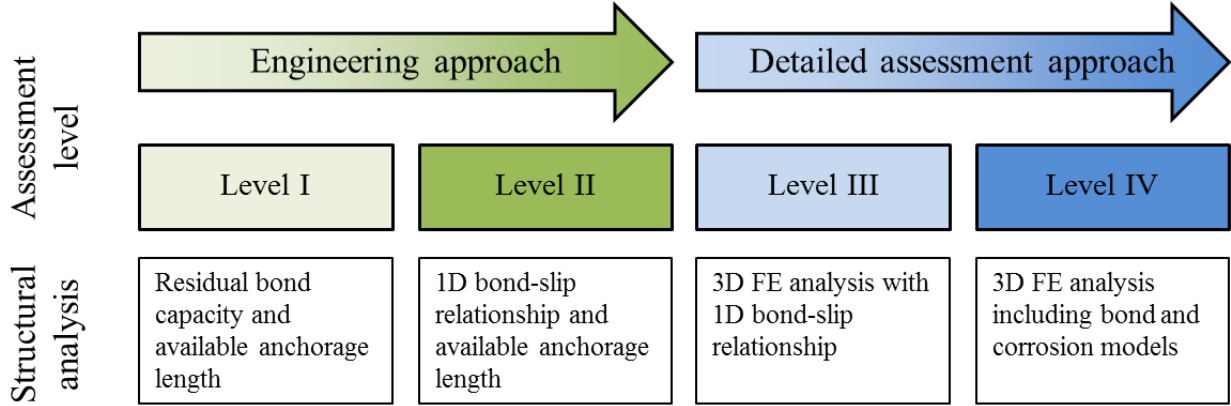 Engineering approach
Detailed assessment approach
Assessment
level
Level I
Level II
Level III
Level IV
Structural
analysis
Residual bond
capacity and
available anchorage
length
1D bond-slip
relationship and
available anchorage
length
3D FE analysis with
1D bond-slip
relationship
3D FE analysis
including bond and
corrosion models